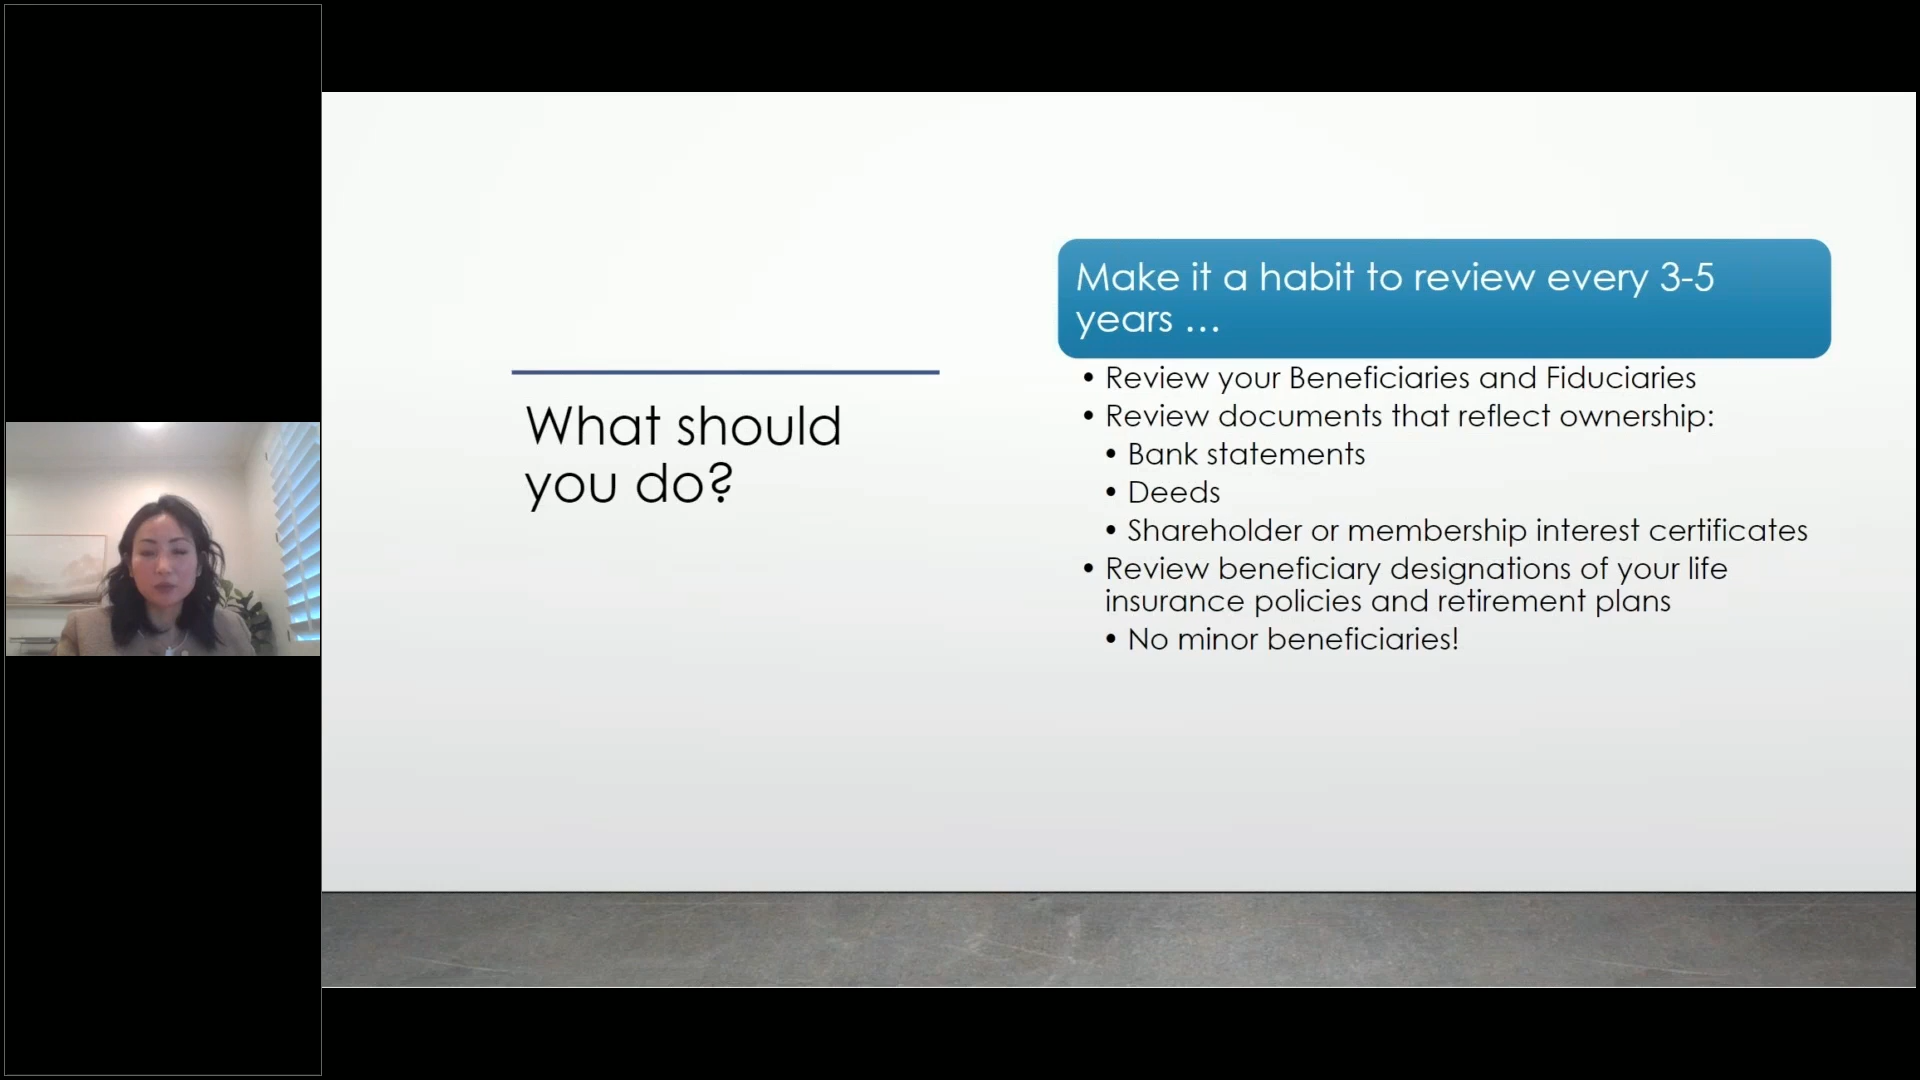 What should
you do?
Make it a habit to review every 3-5
years …
• Review your Beneficiaries and Fiduciaries
• Review documents that reflect ownership:
• Bank statements
• Deeds
• Shareholder or membership interest certificates
• Review beneficiary designations of your life
insurance policies and retirement plans
• No minor beneficiaries!